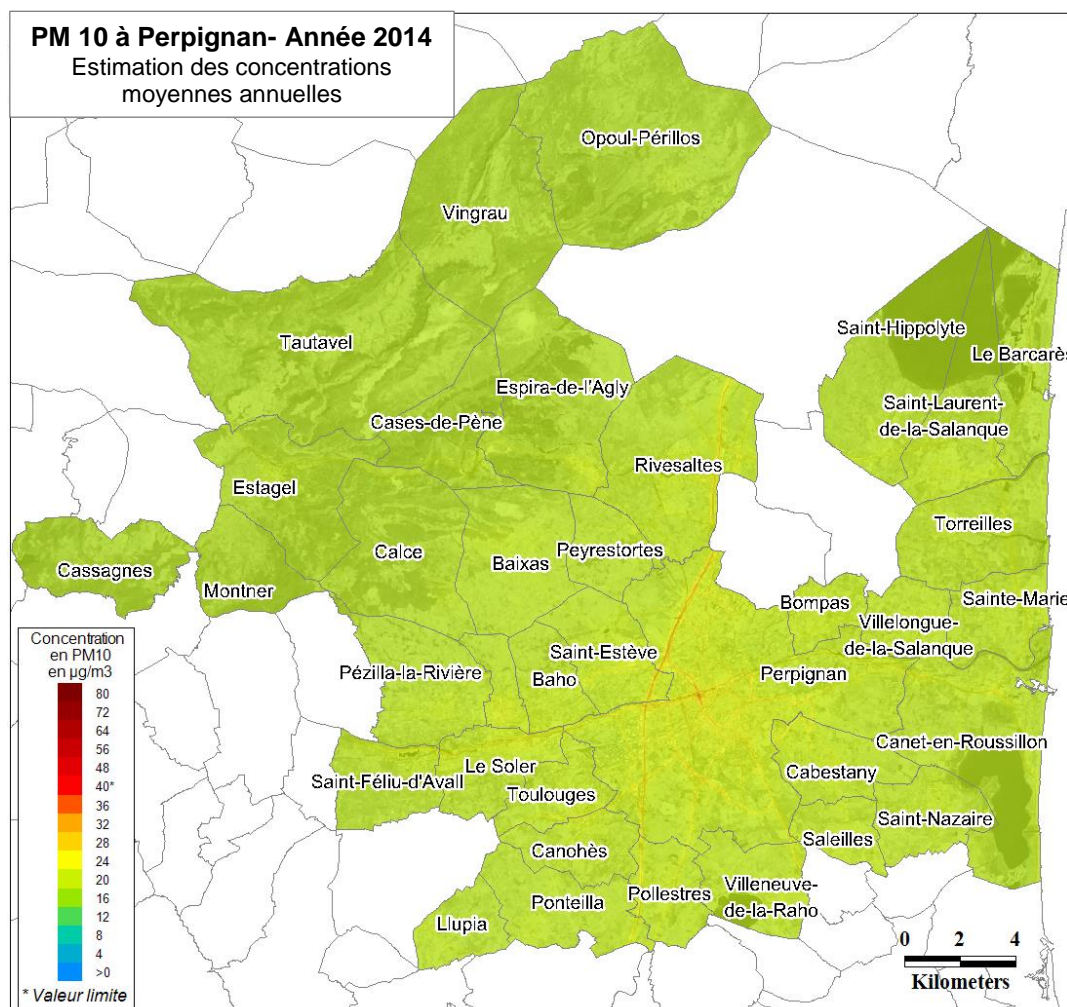 PM 10 à Perpignan- Année 2014
Estimation des concentrations
moyennes annuelles
Opoul-Périllos
Vingrau
Tautavel
Saint-Hippolyte
Le Barcarès
Espira-de-l'Agly
Cases-de-Pène
Saint-Laurent-
de-la-Salanque
Rivesaltes
Estagel
Torreilles
Cassagnes
Montner
Calce
Baixas
Peyrestortes
Bompas
Sainte-Marie
Villelongue-
de-la-Salanque
Saint-Estève
Pézilla-la-Rivière
Baho
Perpignan
Canet-en-Roussillon
Le Soler
Saint-Féliu-d'Avall
Toulouges
Cabestany
Saint-Nazaire
Saleilles
Canohès
Ponteilla
Pollestres
Villeneuve-
de-la-Raho
Llupia
Concentration
en PM10
en µg/m3
80
72
64
56
48
40*
36
32
28
24
20
16
12
8
4
>0
* Valeur limite
0 2 4
Kilometers